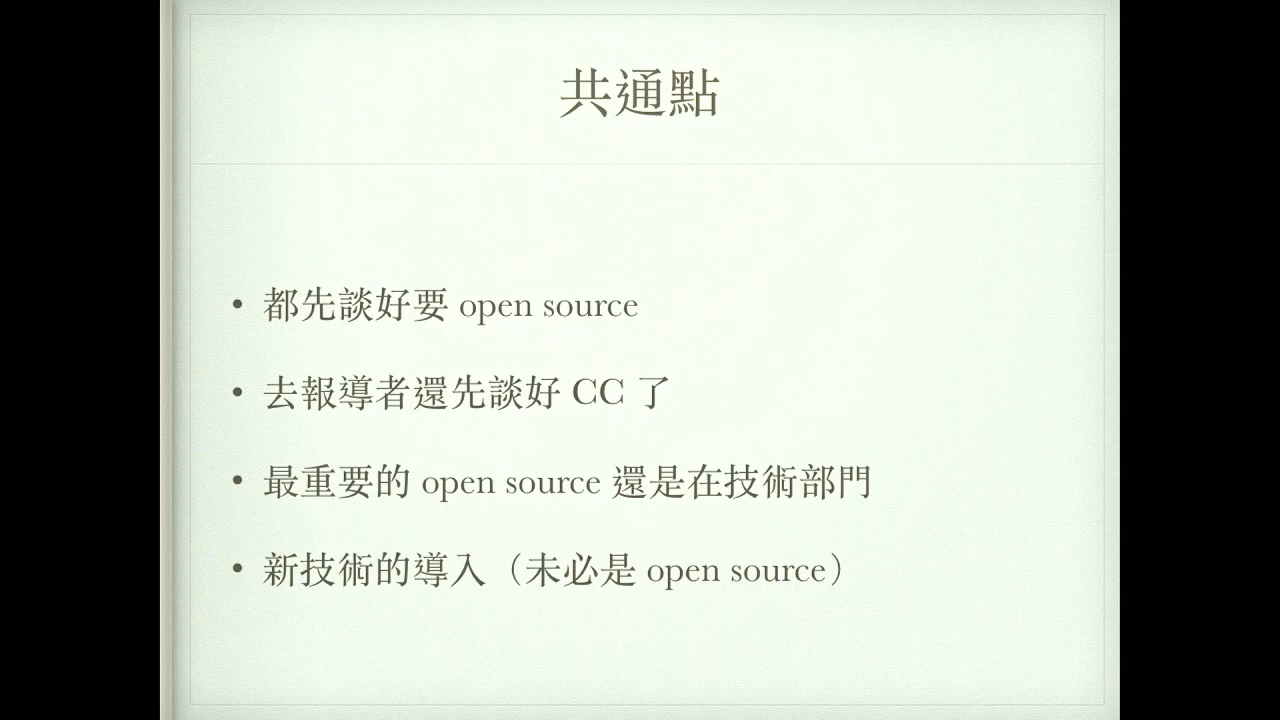 共通點
• 都先談好要 open source
• 去報導者還先談好 CC 了
• 最重要的 open source 還是在技術部門
• 新技術的導入（未必是 open source）